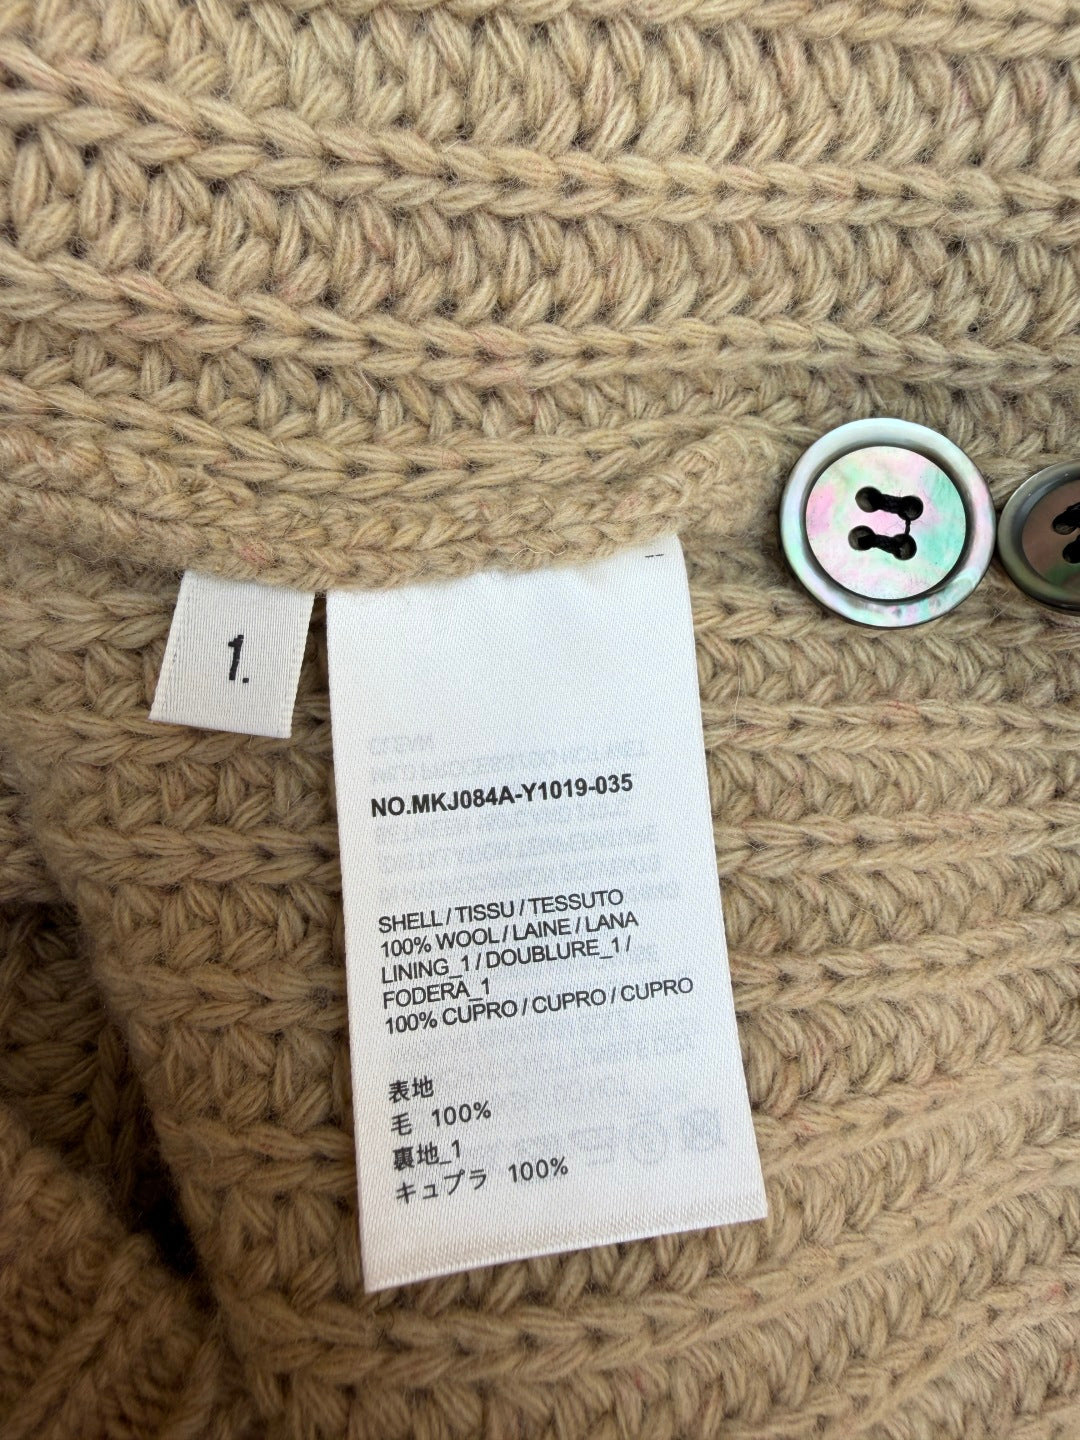 1.
NO.MKJ084A-Y1019-035
SHELL / TISSU / TESSUTO
100% WOOL / LAINE / LANA
LINING_1 / DOUBLURE_1 /
FODERA_1
100% CUPRO / CUPRO / CUPRO
表地
毛 100%
裏地_1
キュプラ 100%